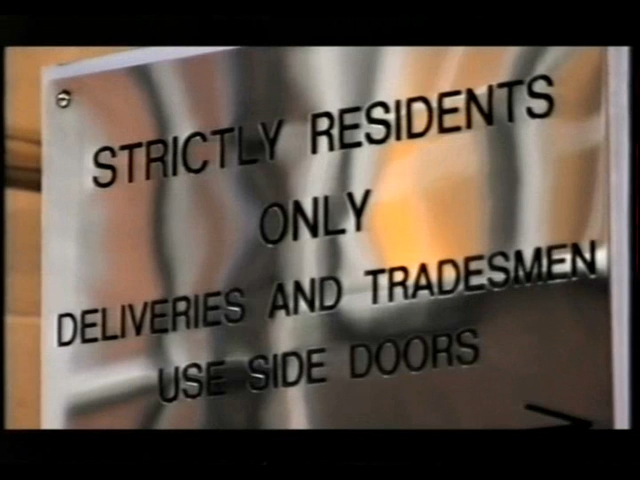 STRICTLY RESIDENTS
ONLY
DELIVERIES AND TRADESMEN
USE SIDE DOORS